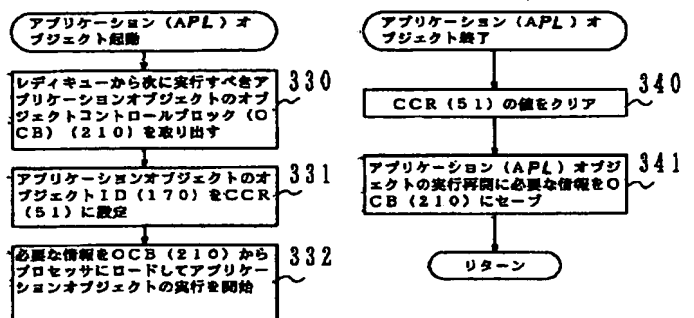 アプリケーション（APL）オ
ブジェクト起動
レディキューから次に実行すべきア
プリケーションオブジェクトのオブ
ジェクトコントロールブロック（O
CB）（210）を取り出す
330
アプリケーションオブジェクトのオ
ブジェクトID（170）をCCR
（51）に設定
331
必要な情報をOCB（210）から
プロセッサにロードしてアプリケー
ションオブジェクトの実行を開始
332
アプリケーション（APL）オ
ブジェクト終了
CCR（51）の値をクリア
340
アプリケーション（APL）オブジ
ェクトの実行再開に必要な情報をO
CB（210）にセーブ
341
リターン